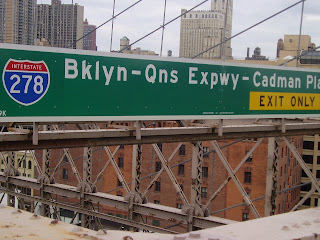 INTERSTATE
278
Bklyn-Qns Expwy-Cadman Pla
EXIT ONLY